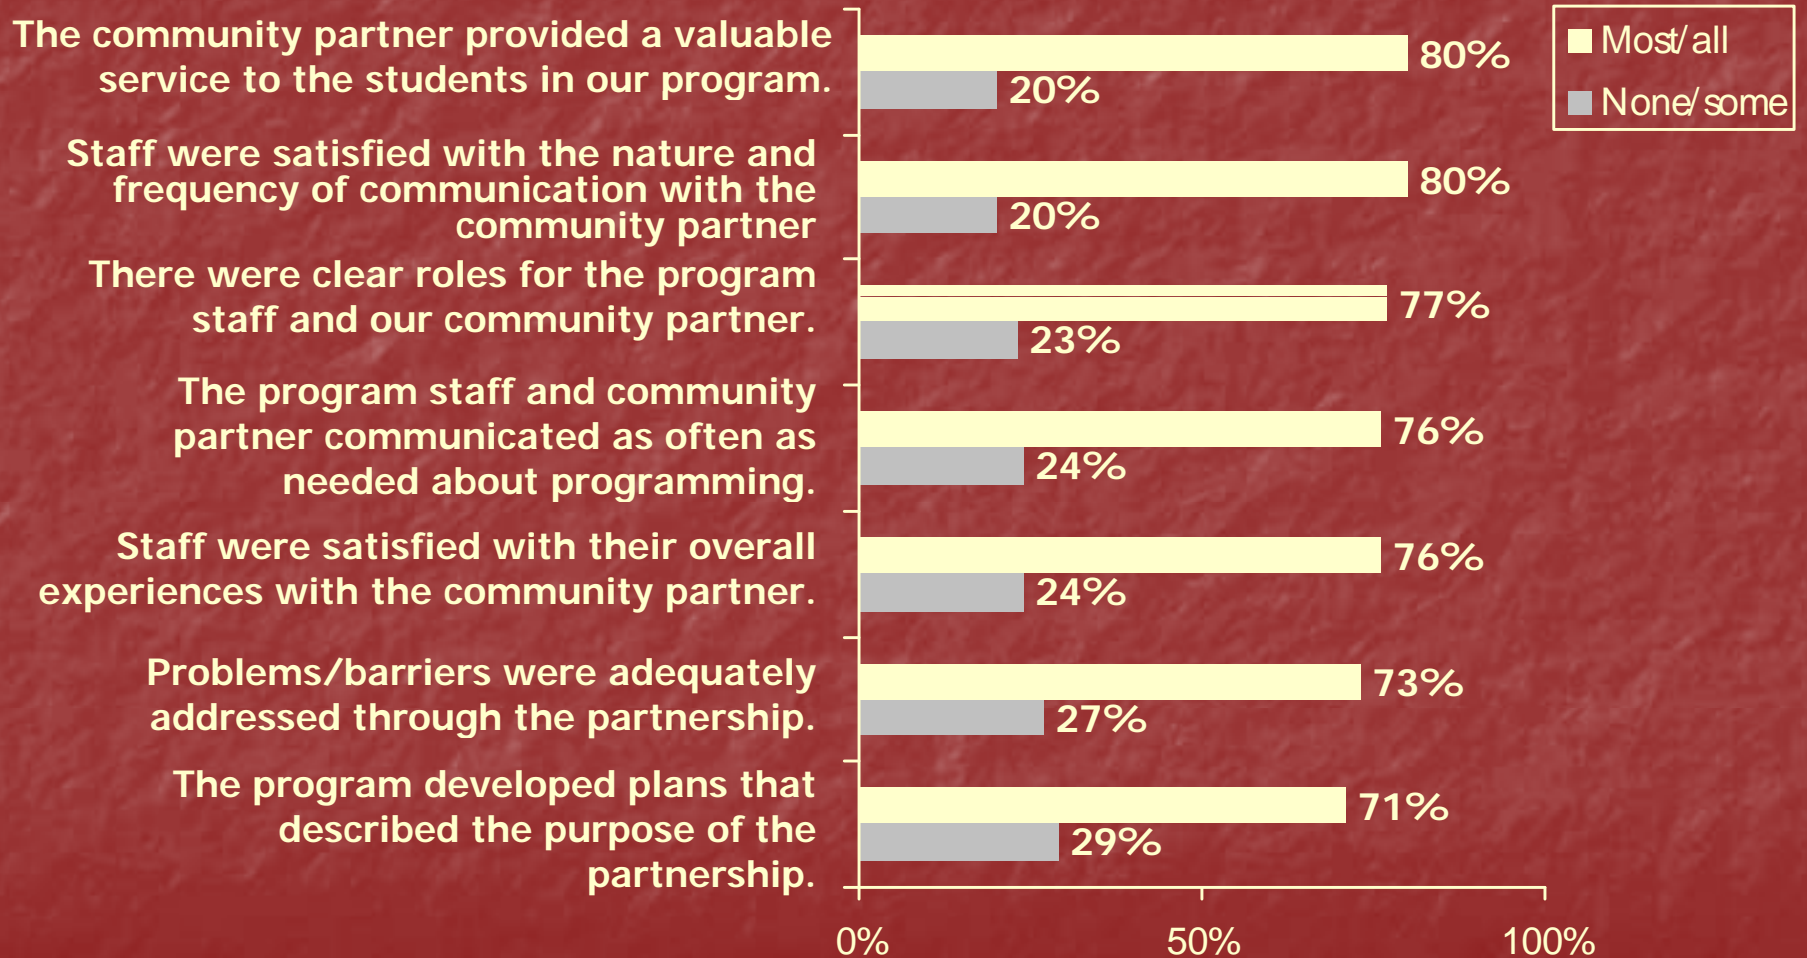 The community partner provided a valuable
service to the students in our program.
80%
20%
Most/all
None/some
Staff were satisfied with the nature and
frequency of communication with the
community partner
80%
20%
There were clear roles for the program
staff and our community partner.
77%
23%
The program staff and community
partner communicated as often as
needed about programming.
76%
24%
Staff were satisfied with their overall
experiences with the community partner.
76%
24%
Problems/barriers were adequately
addressed through the partnership.
73%
27%
The program developed plans that
described the purpose of the
partnership.
71%
29%
0% 50% 100%